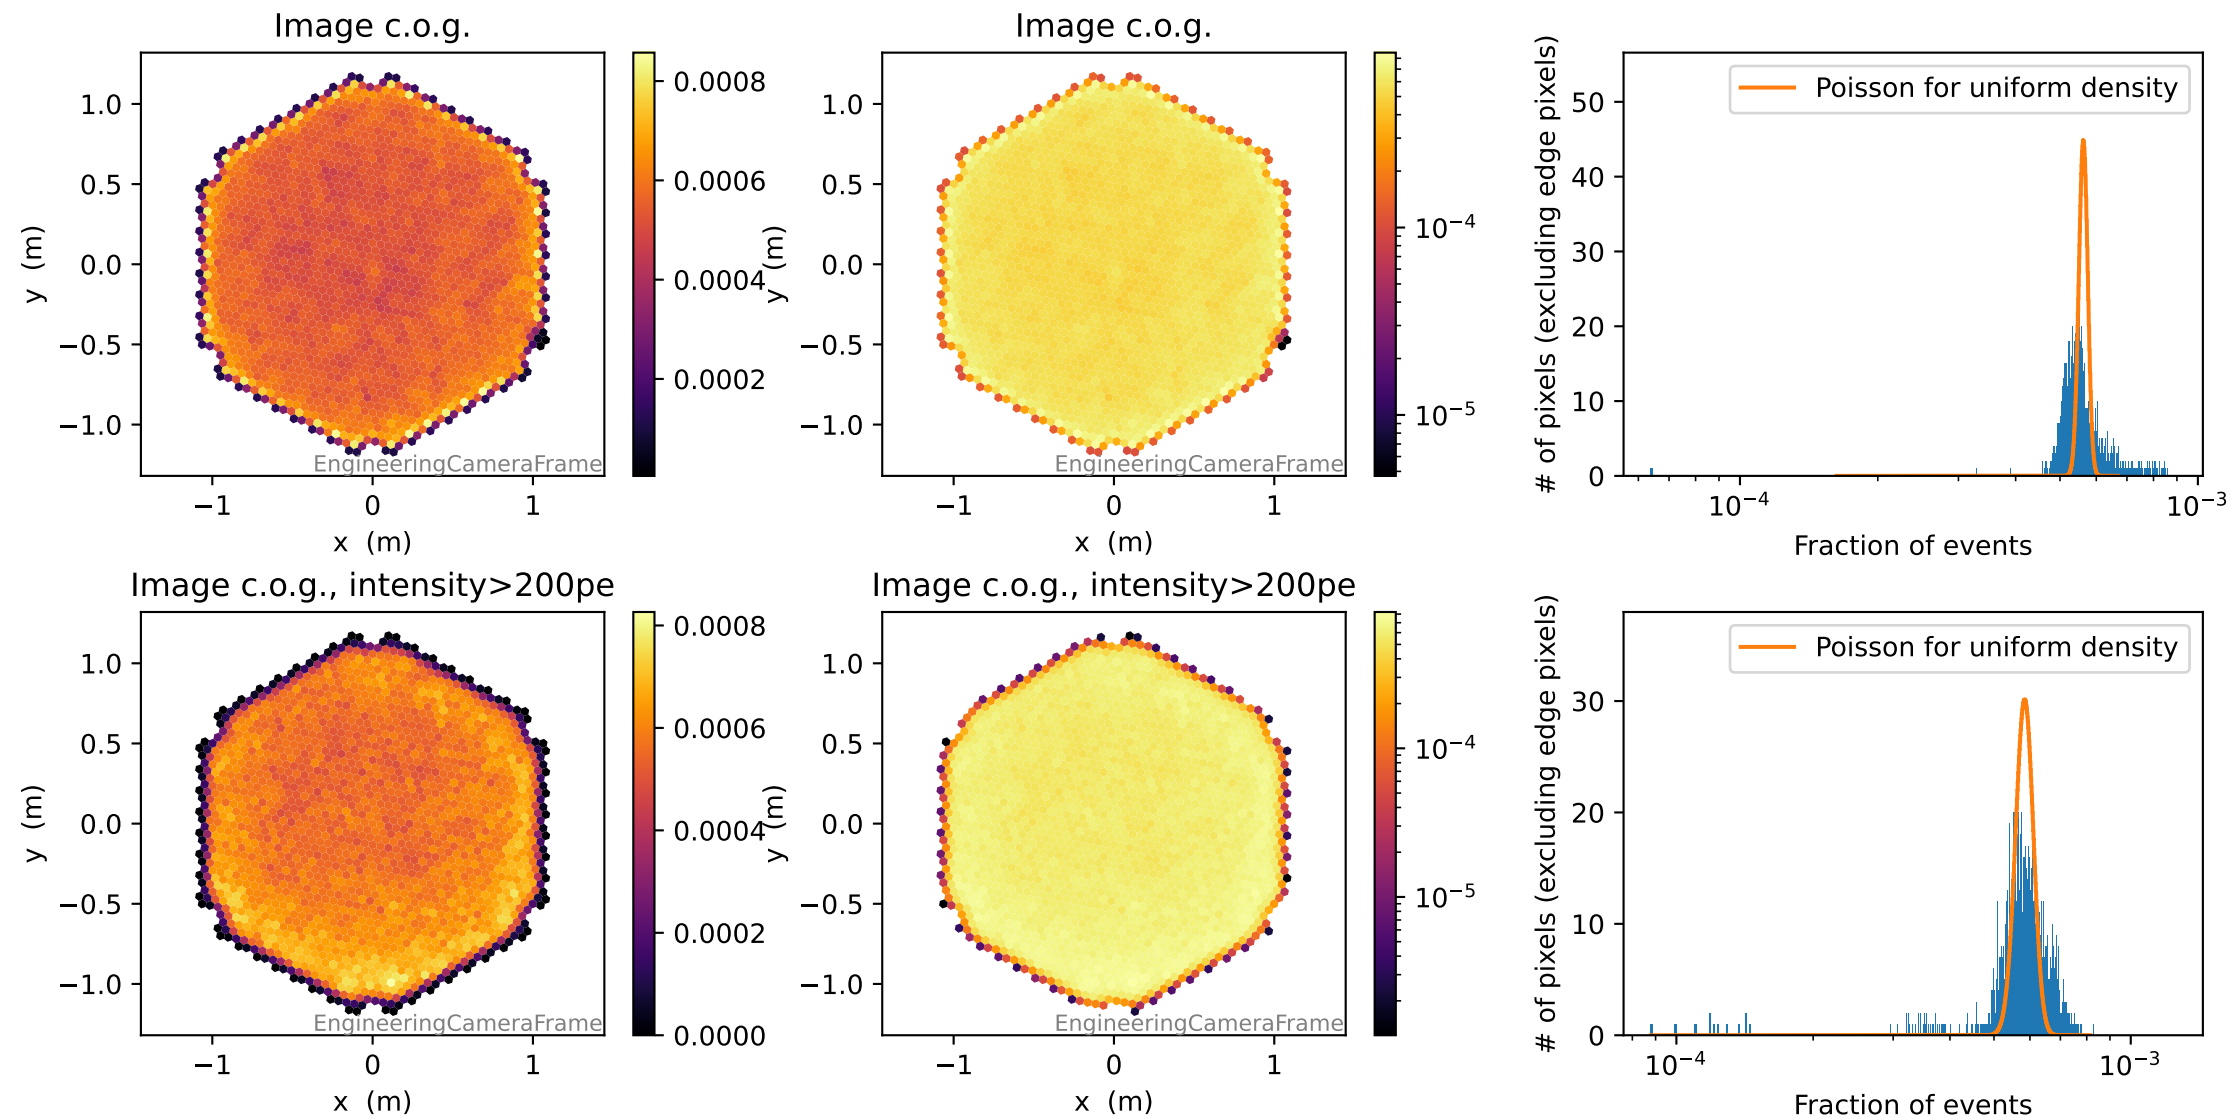 Image c.o.g.
y (m)
1.0
0.5
0.0
−0.5
−1.0
−1
0
1
x (m)
EngineeringCameraFrame
0.0008
0.0006
0.0004
0.0002
Image c.o.g.
y (m)
1.0
0.5
0.0
−0.5
−1.0
−1
0
1
x (m)
EngineeringCameraFrame
10⁻⁴
10⁻⁵
# of pixels (excluding edge pixels)
50
40
30
20
10
0
Poisson for uniform density
10⁻⁴
10⁻³
Fraction of events
Image c.o.g., intensity>200pe
y (m)
1.0
0.5
0.0
−0.5
−1.0
−1
0
1
x (m)
EngineeringCameraFrame
0.0008
0.0006
0.0004
0.0002
0.0000
Image c.o.g., intensity>200pe
y (m)
1.0
0.5
0.0
−0.5
−1.0
−1
0
1
x (m)
EngineeringCameraFrame
10⁻⁴
10⁻⁵
# of pixels (excluding edge pixels)
30
20
10
0
Poisson for uniform density
10⁻⁴
10⁻³
Fraction of events